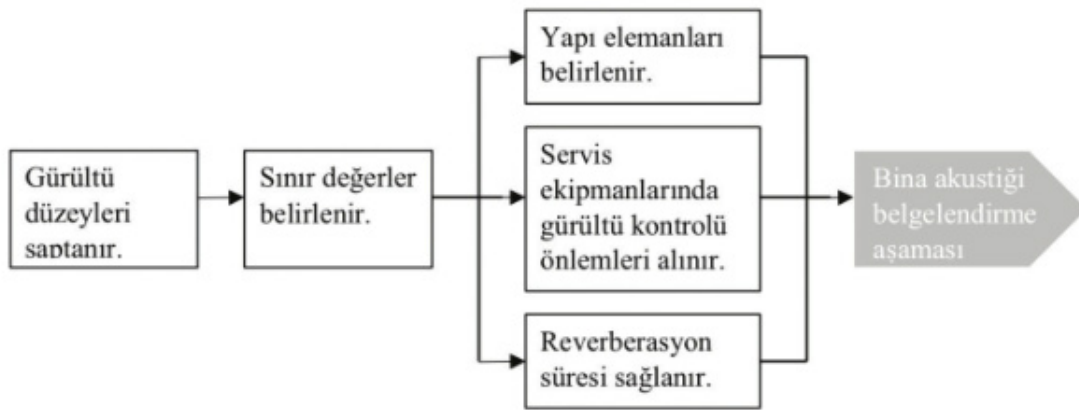 Gürültü
düzeyleri
saptanır.
Sınır değerler
belirlenir.
Yapı elemanları
belirlenir.
Servis
ekipmanlarında
gürültü kontrolü
önlemleri alınır.
Reverberasyon
süresi sağlanır.
Bina akustiği
belgelendirme
aşaması